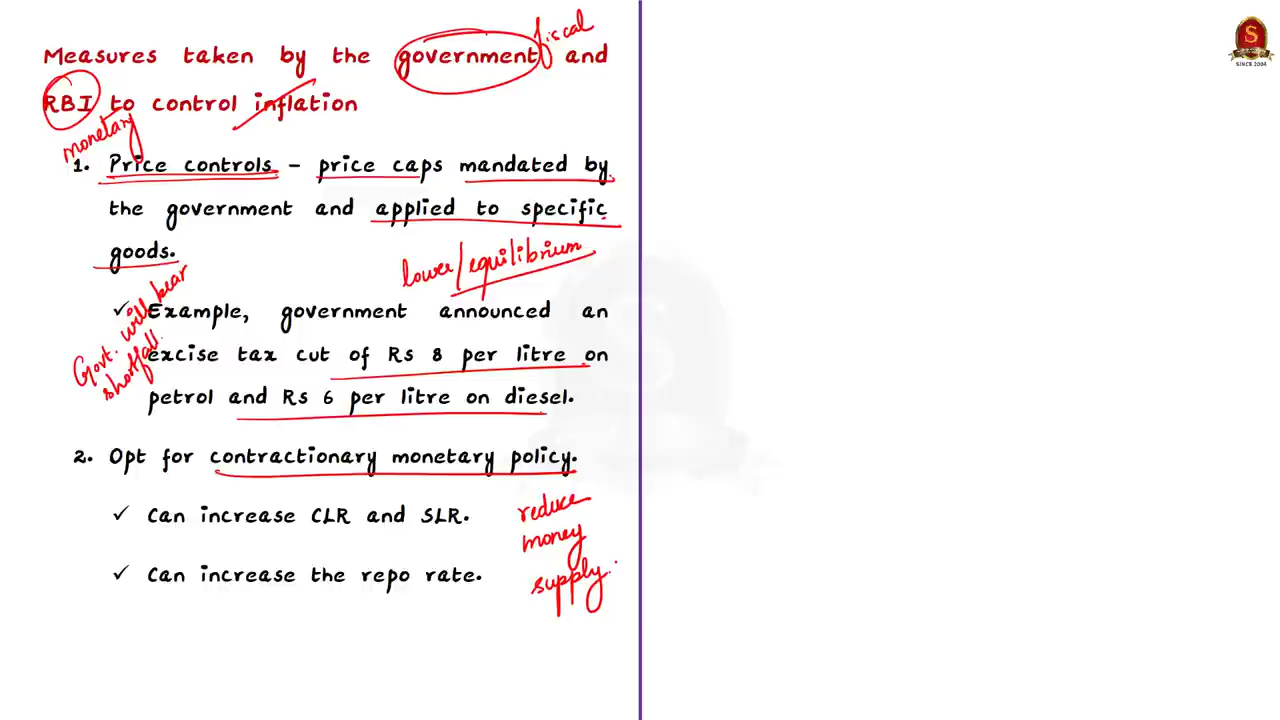 Measures taken by the government fiscal and
RBI to control inflation
monetary
1. Price controls - price caps mandated by
the government and applied to specific
goods.
lower/equilibrium
Govt. will bear
shortfall.
✓ Example, government announced an
excise tax cut of Rs 8 per litre on
petrol and Rs 6 per litre on diesel.
2. Opt for contractionary monetary policy.
✓ Can increase CLR and SLR.
reduce
money
supply.
✓ Can increase the repo rate.
S
SINCE 2004